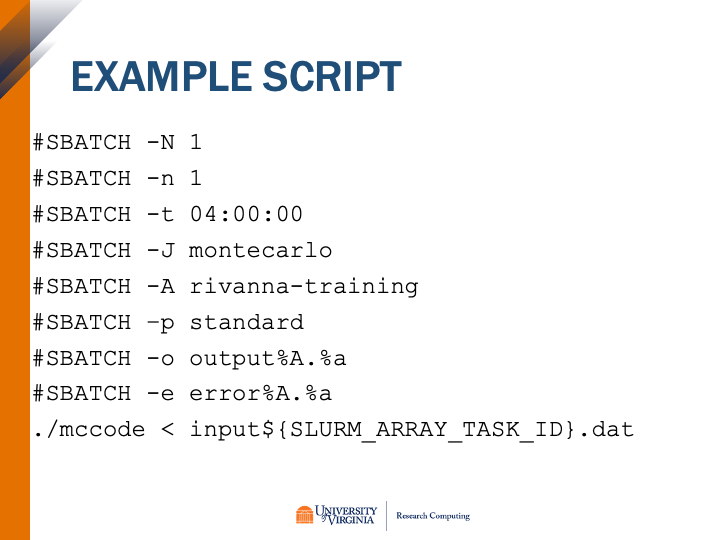 EXAMPLE SCRIPT
#SBATCH -N 1
#SBATCH -n 1
#SBATCH -t 04:00:00
#SBATCH -J montecarlo
#SBATCH -A rivanna-training
#SBATCH –p standard
#SBATCH -o output%A.%a
#SBATCH -e error%A.%a
./mccode < input${SLURM_ARRAY_TASK_ID}.dat
UNIVERSITY
of VIRGINIA
Research Computing